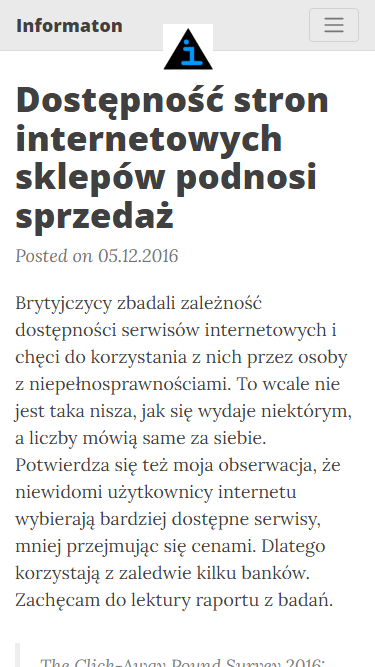 Informaton
i
Dostępność stron
internetowych
sklepów podnosi
sprzedaż
Posted on 05.12.2016
Brytyjczycy zbadali zależność
dostępności serwisów internetowych i
chęci do korzystania z nich przez osoby
z niepełnosprawnościami. To wcale nie
jest taka nisza, jak się wydaje niektórym,
a liczby mówią same za siebie.
Potwierdza się też moja obserwacja, że
niewidomi użytkownicy internetu
wybierają bardziej dostępne serwisy,
mniej przejmując się cenami. Dlatego
korzystają z zaledwie kilku banków.
Zachęcam do lektury raportu z badań.
The Click-Away Pound Survey 2016: